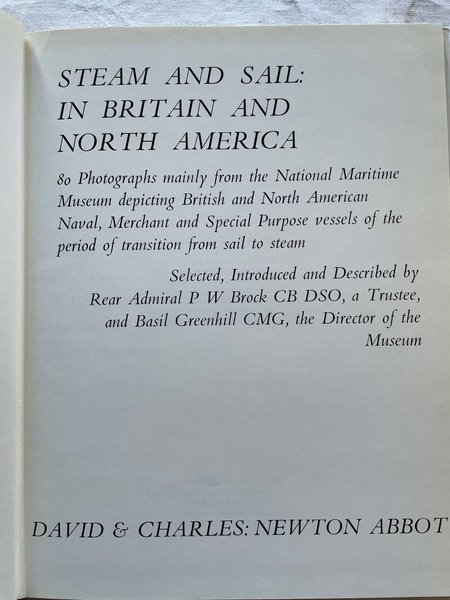 STEAM AND SAIL:
IN BRITAIN AND
NORTH AMERICA
80 Photographs mainly from the National Maritime
Museum depicting British and North American
Naval, Merchant and Special Purpose vessels of the
period of transition from sail to steam
Selected, Introduced and Described by
Rear Admiral P W Brock CB DSO, a Trustee,
and Basil Greenhill CMG, the Director of the
Museum
DAVID & CHARLES: NEWTON ABBOT